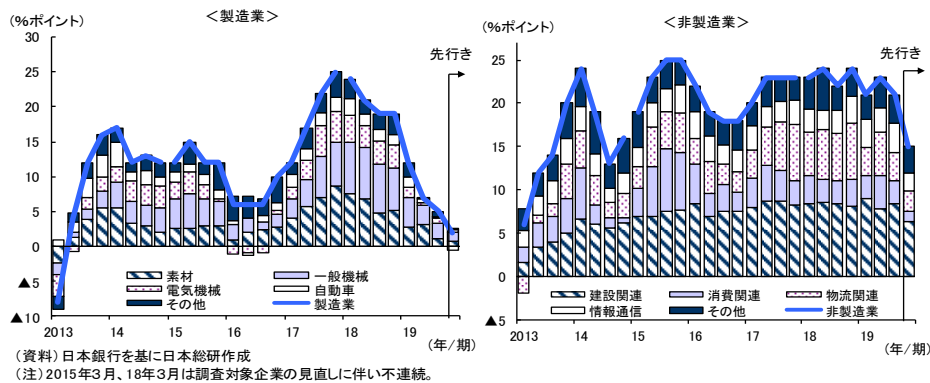 <製造業>
(%ポイント)
先行き
30
25
20
15
10
5
0
▲5
▲10
素材
一般機械
電気機械
自動車
その他
製造業
2013
14
15
16
17
18
19
(年/期)
<非製造業>
(%ポイント)
先行き
25
20
15
10
5
0
▲5
建設関連
消費関連
物流関連
情報通信
その他
非製造業
2013
14
15
16
17
18
19
(年/期)
(資料)日本銀行を基に日本総研作成
(注)2015年3月、18年3月は調査対象企業の見直しに伴い不連続。